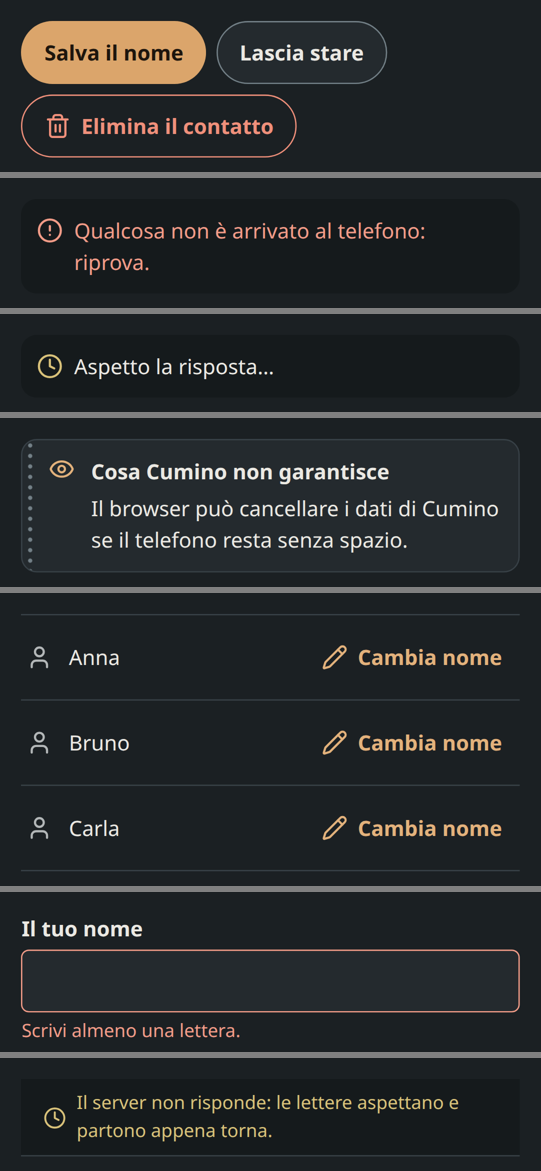 Salva il nome
Lascia stare
Elimina il contatto
Qualcosa non è arrivato al telefono:
riprova.
Aspetto la risposta...
Cosa Cumino non garantisce
Il browser può cancellare i dati di Cumino
se il telefono resta senza spazio.
Anna
Cambia nome
Bruno
Cambia nome
Carla
Cambia nome
Il tuo nome
Scrivi almeno una lettera.
Il server non risponde: le lettere aspettano e
partono appena torna.